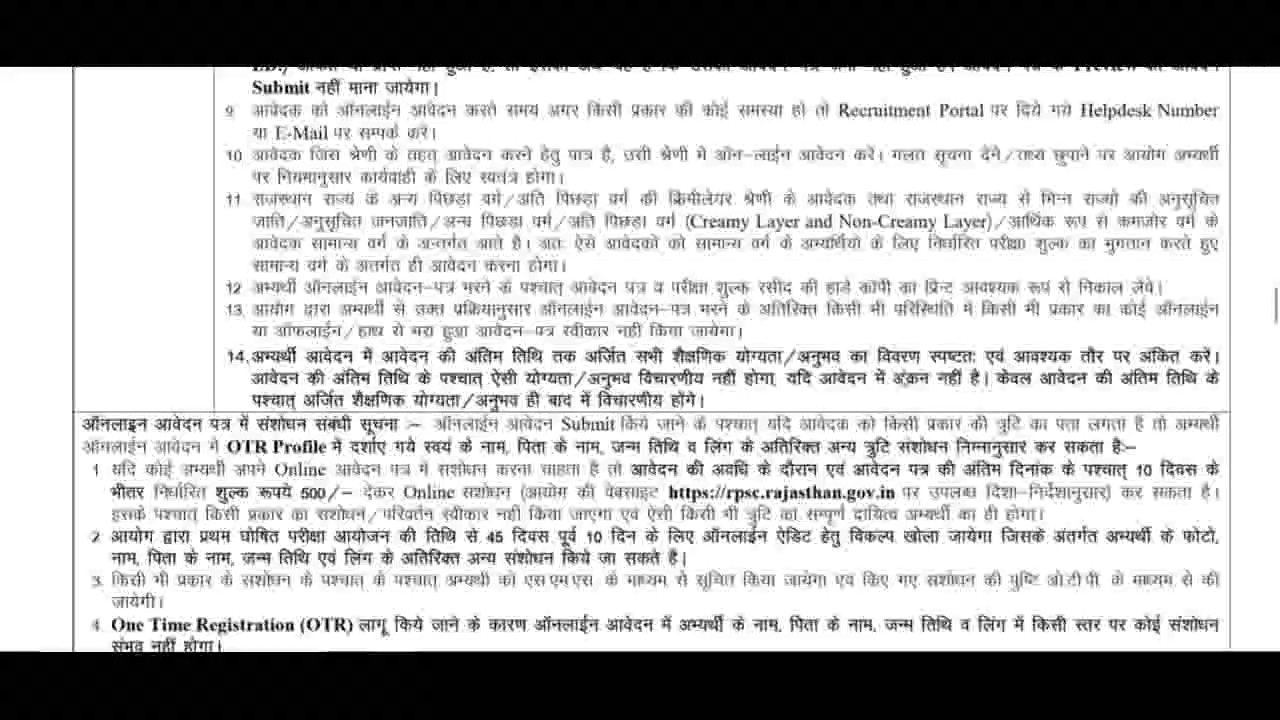 Submit नहीं माना जायेगा।
9. आवेदक को ऑनलाईन आवेदन करते समय अगर किसी प्रकार की कोई समस्या हो तो Recruitment Portal पर दिये गये Helpdesk Number
या E-Mail पर सम्पर्क करें।
10. आवेदक जिस श्रेणी के तहत् आवेदन करने हेतु पात्र है, उसी श्रेणी में ऑन-लाईन आवेदन करें। गलत सूचना देने/तथ्य छुपाने पर आयोग अभ्यर्थी
पर नियमानुसार कार्यवाही के लिए स्वतंत्र होगा।
11. राजस्थान राज्य के अन्य पिछड़ा वर्ग/अति पिछड़ा वर्ग की क्रिमीलेयर श्रेणी के आवेदक तथा राजस्थान राज्य से भिन्न राज्यों की अनुसूचित
जाति/अनुसूचित जनजाति/अन्य पिछड़ा वर्ग/अति पिछड़ा वर्ग (Creamy Layer and Non-Creamy Layer)/आर्थिक रूप से कमजोर वर्ग के
आवेदक सामान्य वर्ग के अन्तर्गत आते है। अतः ऐसे आवेदकों को सामान्य वर्ग के अभ्यर्थियों के लिए निर्धारित परीक्षा शुल्क का भुगतान करते हुए
सामान्य वर्ग के अंतर्गत ही आवेदन करना होगा।
12. अभ्यर्थी ऑनलाईन आवेदन-पत्र भरने के पश्चात् आवेदन पत्र व परीक्षा शुल्क रसीद की हार्ड कॉपी का प्रिन्ट आवश्यक रूप से निकाल लेवें।
13. आयोग द्वारा अभ्यर्थी से उक्त प्रक्रियानुसार ऑनलाईन आवेदन-पत्र भरने के अतिरिक्त किसी भी परिस्थिति में किसी भी प्रकार का कोई ऑनलाईन
या ऑफलाईन/हाथ से भरा हुआ आवेदन-पत्र स्वीकार नहीं किया जायेगा।
14. अभ्यर्थी आवेदन में आवेदन की अंतिम तिथि तक अर्जित सभी शैक्षणिक योग्यता/अनुभव का विवरण स्पष्टतः एवं आवश्यक तौर पर अंकित करें।
आवेदन की अंतिम तिथि के पश्चात् ऐसी योग्यता/अनुभव विचारणीय नहीं होगा, यदि आवेदन में अंकन नहीं है। केवल आवेदन की अंतिम तिथि के
पश्चात् अर्जित शैक्षणिक योग्यता/अनुभव ही बाद में विचारणीय होंगे।
ऑनलाइन आवेदन पत्र में संशोधन संबंधी सूचना :- ऑनलाईन आवेदन Submit किये जाने के पश्चात् यदि आवेदक को किसी प्रकार की त्रुटि का पता लगता है तो अभ्यर्थी
ऑनलाईन आवेदन में OTR Profile में दर्शाए गये स्वयं के नाम, पिता के नाम, जन्म तिथि व लिंग के अतिरिक्त अन्य त्रुटि संशोधन निम्नानुसार कर सकता है:-
1. यदि कोई अभ्यर्थी अपने Online आवेदन पत्र में संशोधन करना चाहता है तो आवेदन की अवधि के दौरान एवं आवेदन पत्र की अंतिम दिनांक के पश्चात् 10 दिवस के
भीतर निर्धारित शुल्क रूपये 500/- देकर Online संशोधन (आयोग की वेबसाइट https://rpsc.rajasthan.gov.in पर उपलब्ध दिशा-निर्देशानुसार) कर सकता है।
इसके पश्चात् किसी प्रकार का संशोधन/परिवर्तन स्वीकार नहीं किया जाएगा एवं ऐसी किसी भी त्रुटि का सम्पूर्ण दायित्व अभ्यर्थी का ही होगा।
2. आयोग द्वारा प्रथम घोषित परीक्षा आयोजन की तिथि से 45 दिवस पूर्व 10 दिन के लिए ऑनलाईन ऐडिट हेतु विकल्प खोला जायेगा जिसके अंतर्गत अभ्यर्थी के फोटो,
नाम, पिता के नाम, जन्म तिथि एवं लिंग के अतिरिक्त अन्य संशोधन किये जा सकते है।
3. किसी भी प्रकार के संशोधन के पश्चात् के पश्चात् अभ्यर्थी को एस.एम.एस. के माध्यम से सूचित किया जायेगा एवं किए गए संशोधन की पुष्टि ओ.टी.पी. के माध्यम से की
जायेगी।
4. One Time Registration (OTR) लागू किये जाने के कारण ऑनलाईन आवेदन में अभ्यर्थी के नाम, पिता के नाम, जन्म तिथि व लिंग में किसी स्तर पर कोई संशोधन
संभव नहीं होगा।